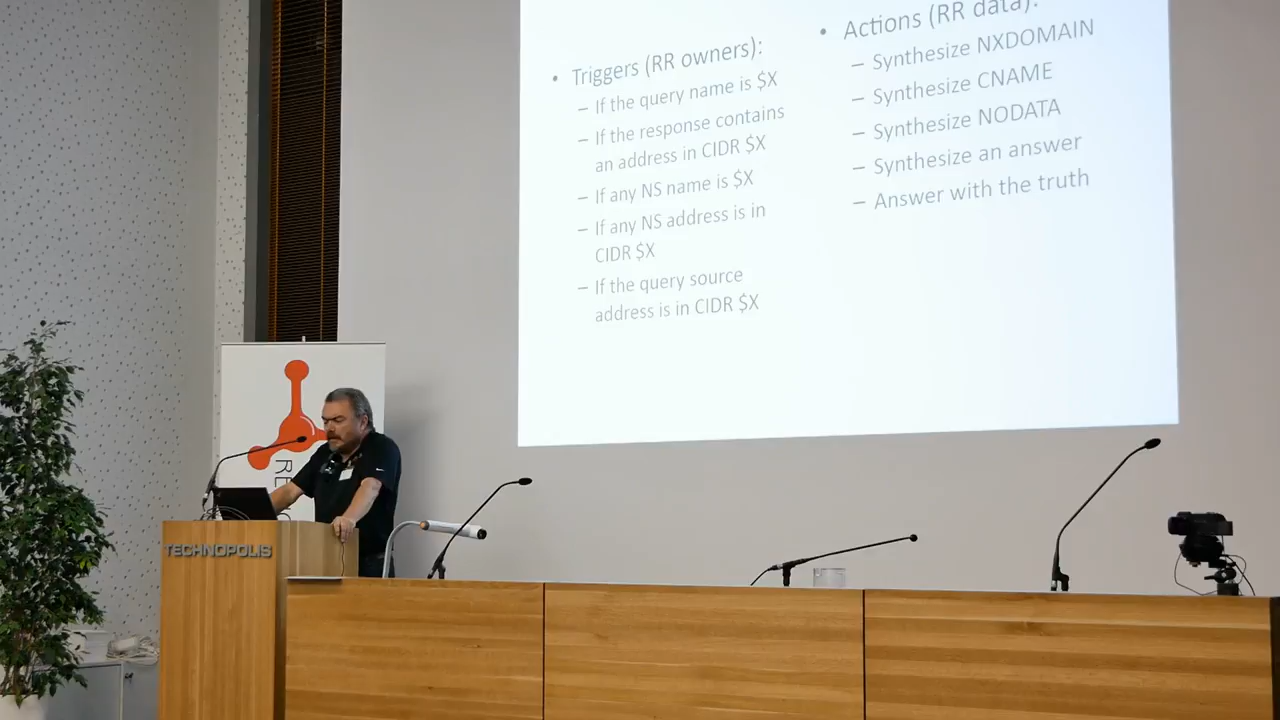 • Triggers (RR owners):
– If the query name is $X
– If the response contains
an address in CIDR $X
– If any NS name is $X
– If any NS address is in
CIDR $X
– If the query source
address is in CIDR $X
• Actions (RR data):
– Synthesize NXDOMAIN
– Synthesize CNAME
– Synthesize NODATA
– Synthesize an answer
– Answer with the truth
RE
TECHNOPOLIS